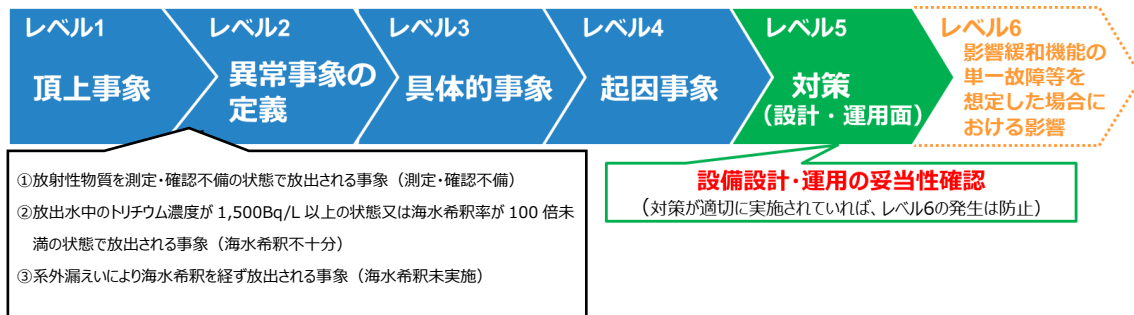 レベル1
頂上事象
レベル2
異常事象の
定義
レベル3
具体的事象
レベル4
起因事象
レベル5
対策
(設計・運用面)
レベル6
影響緩和機能の
単一故障等を
想定した場合に
おける影響
①放射性物質を測定・確認不備の状態で放出される事象（測定・確認不備）
②放出水中のトリチウム濃度が 1,500Bq/L 以上の状態又は海水希釈率が 100 倍未
満の状態で放出される事象（海水希釈不十分）
③系外漏えいにより海水希釈を経ず放出される事象（海水希釈未実施）
設備設計・運用の妥当性確認
（対策が適切に実施されていれば、レベル6の発生は防止）